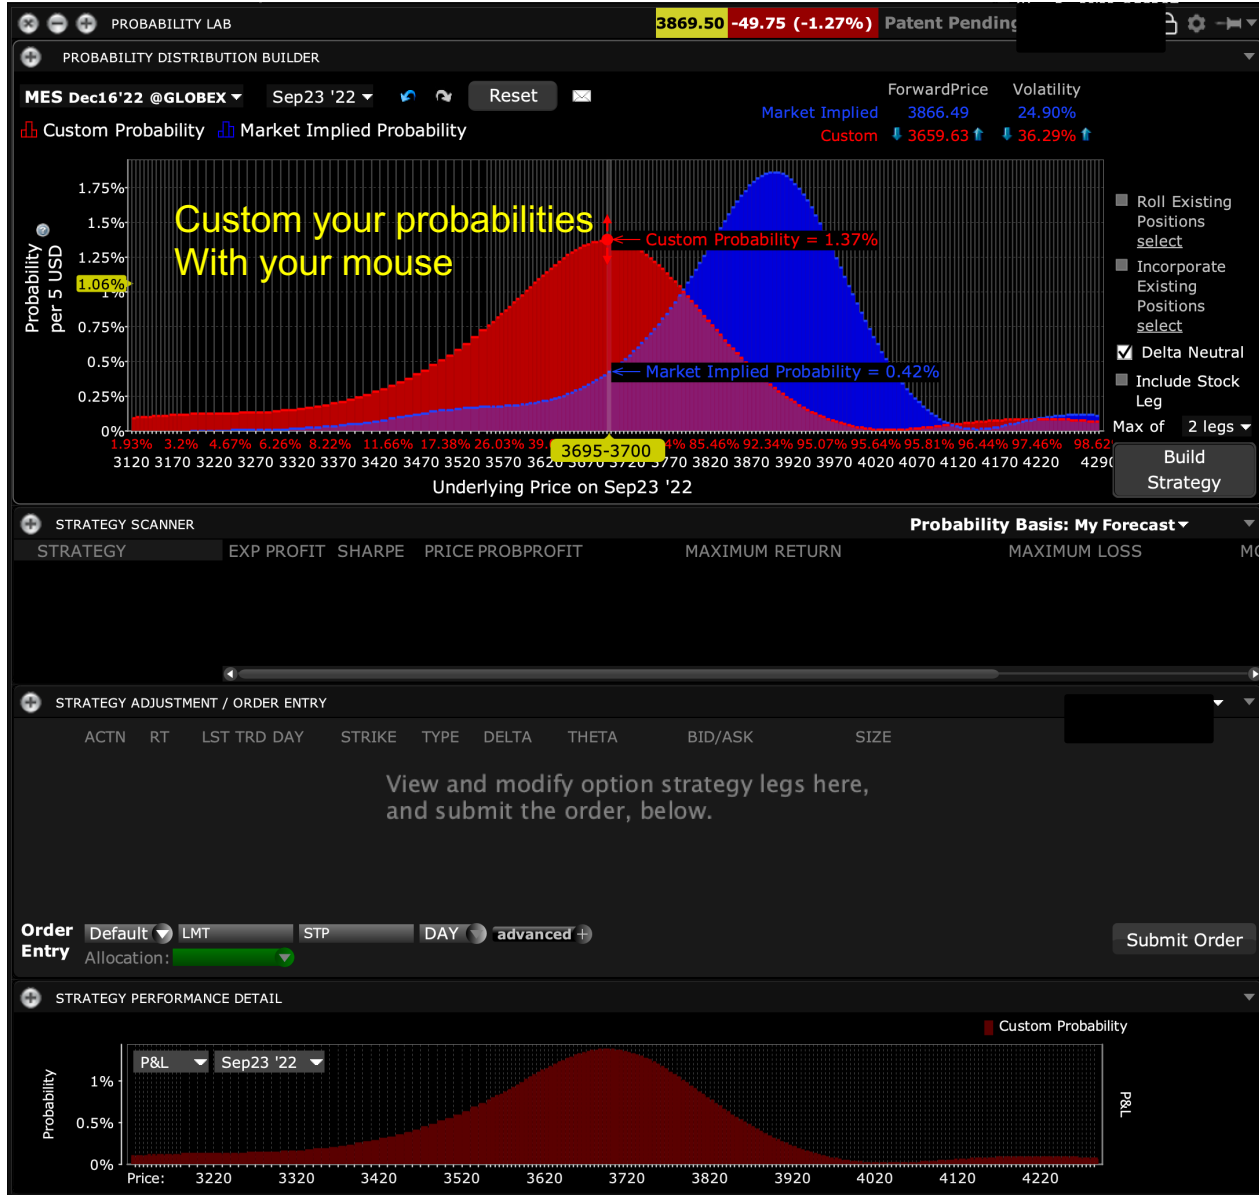 PROBABILITY LAB
3869.50 -49.75 (-1.27%) Patent Pending
PROBABILITY DISTRIBUTION BUILDER
MES Dec16'22 @GLOBEX Sep23 '22 Reset
ForwardPrice Volatility
Market Implied 3866.49 24.90%
Custom 3659.63 36.29%
Custom Probability Market Implied Probability
Custom your probabilities
With your mouse
Probability
per 5 USD
1.75%
1.5%
1.25%
1.06%
1%
0.75%
0.5%
0.25%
0%
Custom Probability = 1.37%
Market Implied Probability = 0.42%
1.93% 3.2% 4.67% 6.26% 8.22% 11.66% 17.38% 26.03% 85.46% 92.34% 95.07% 95.64% 95.81% 96.44% 97.46%
3695-3700
3120 3170 3220 3270 3320 3370 3420 3470 3520 3570 3820 3870 3920 3970 4020 4070 4120 4170 4220 4290
Underlying Price on Sep23 '22
Roll Existing
Positions
select
Incorporate
Existing
Positions
select
Delta Neutral
Include Stock
Leg
Max of 2 legs
Build
Strategy
STRATEGY SCANNER
Probability Basis: My Forecast
STRATEGY EXP PROFIT SHARPE PRICE PROBPROFIT MAXIMUM RETURN MAXIMUM LOSS
STRATEGY ADJUSTMENT / ORDER ENTRY
ACTN RT LST TRD DAY STRIKE TYPE DELTA THETA BID/ASK SIZE
View and modify option strategy legs here,
and submit the order, below.
Order
Entry
Default LMT STP DAY advanced +
Allocation:
Submit Order
STRATEGY PERFORMANCE DETAIL
Custom Probability
P&L Sep23 '22
Probability
1%
0.5%
0%
P&L
Price: 3220 3320 3420 3520 3620 3720 3820 3920 4020 4120 4220